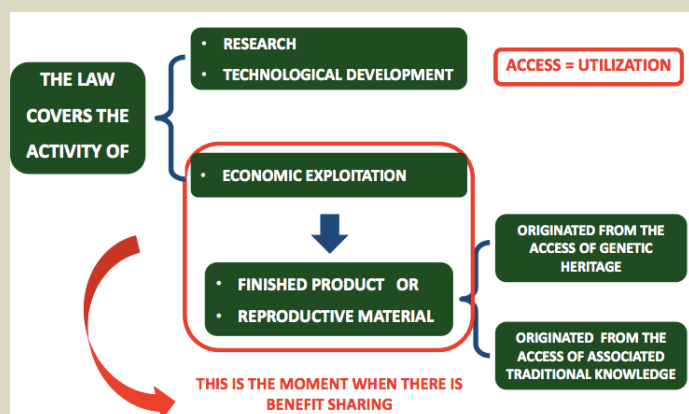 THE LAW
COVERS THE
ACTIVITY OF
• RESEARCH
• TECHNOLOGICAL DEVELOPMENT
ACCESS = UTILIZATION
• ECONOMIC EXPLOITATION
• FINISHED PRODUCT OR
• REPRODUCTIVE MATERIAL
ORIGINATED FROM THE
ACCESS OF GENETIC
HERITAGE
ORIGINATED FROM THE
ACCESS OF ASSOCIATED
TRADITIONAL KNOWLEDGE
THIS IS THE MOMENT WHEN THERE IS
BENEFIT SHARING